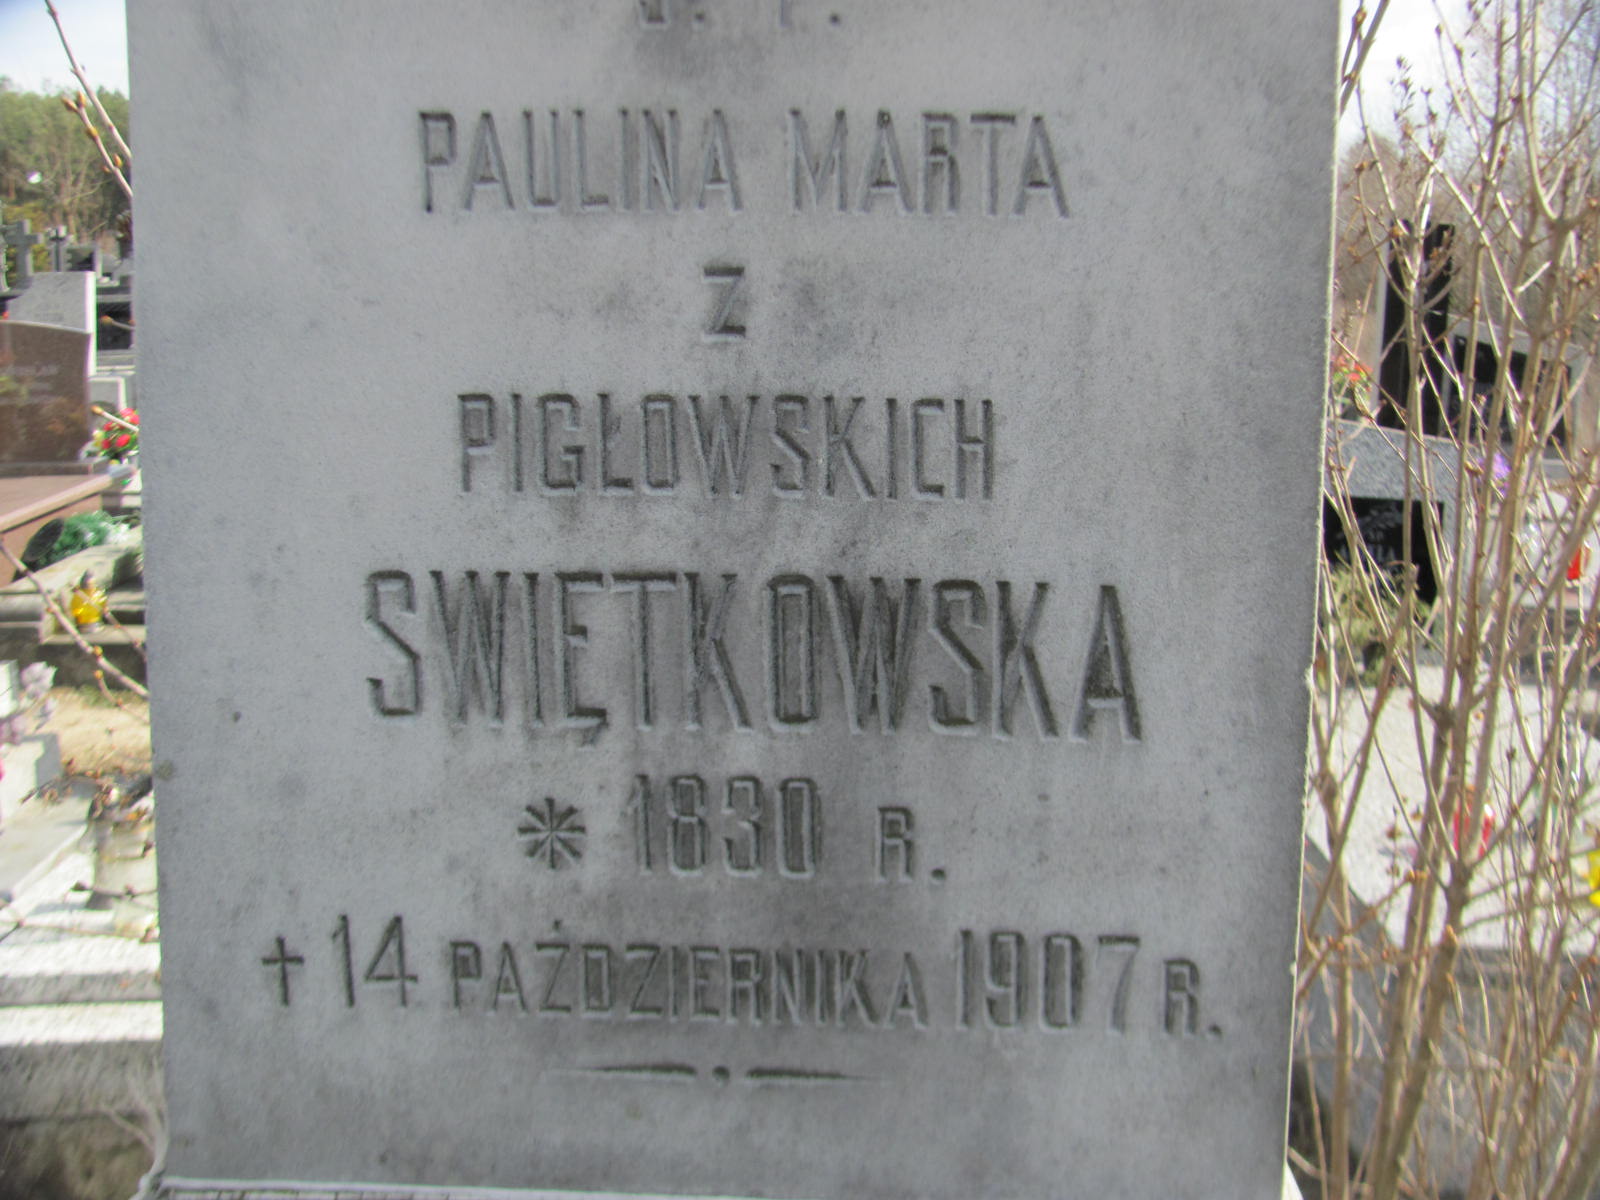 PAULINA MARTA
Z
PIGŁOWSKICH
SWIĘTKOWSKA
* 1830 R.
+ 14 PAŹDZIERNIKA 1907 R.